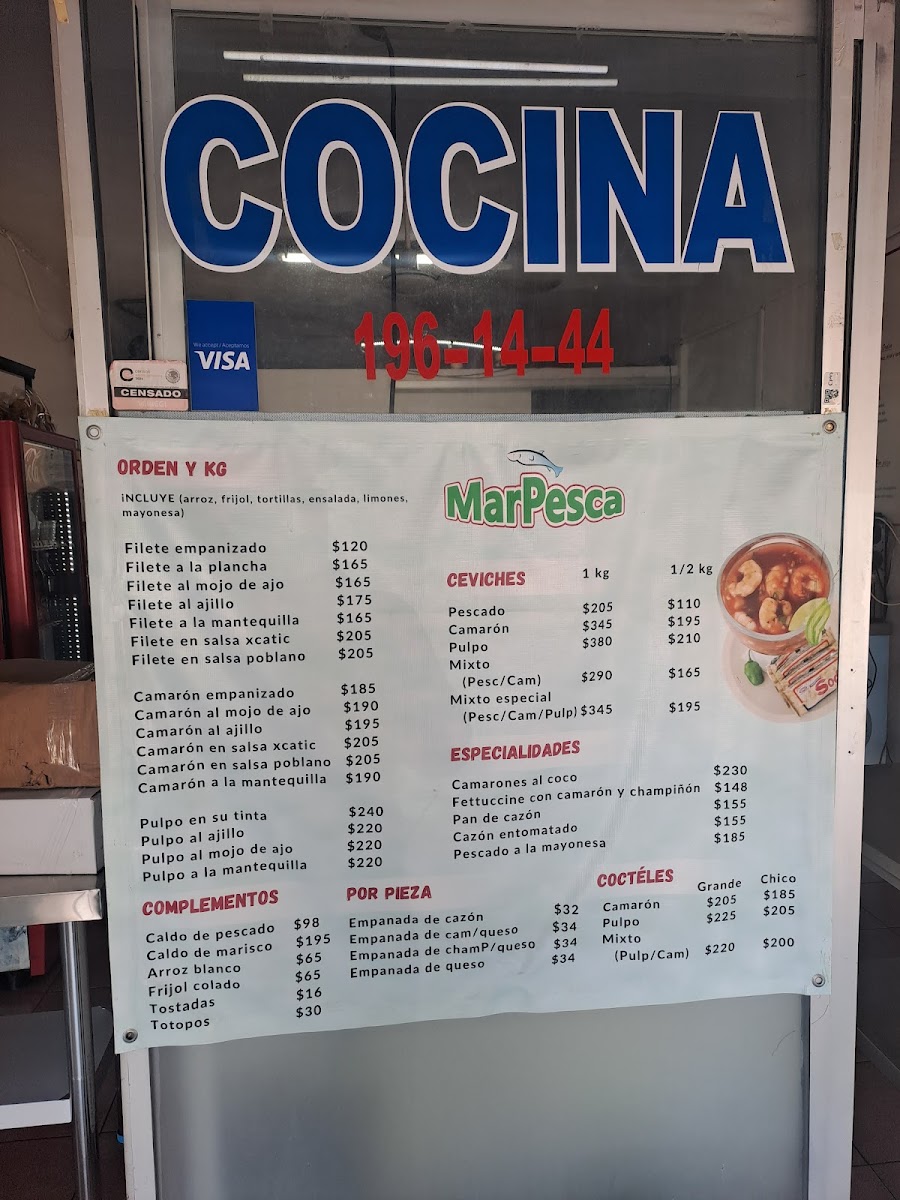 COCINA
196-14-44
We accept / Aceptamos
VISA
CENSADO
ORDEN Y KG
iNCLUYE (arroz, frijol, tortillas, ensalada, limones,
mayonesa)
Filete empanizado $120
Filete a la plancha $165
Filete al mojo de ajo $165
Filete al ajillo $175
Filete a la mantequilla $165
Filete en salsa xcatic $205
Filete en salsa poblano $205
Camarón empanizado $185
Camarón al mojo de ajo $190
Camarón al ajillo $195
Camarón en salsa xcatic $205
Camarón en salsa poblano $205
Camarón a la mantequilla $190
Pulpo en su tinta $240
Pulpo al ajillo $220
Pulpo al mojo de ajo $220
Pulpo a la mantequilla $220
MarPesca
CEVICHES 1 kg 1/2 kg
Pescado $205 $110
Camarón $345 $195
Pulpo $380 $210
Mixto
(Pesc/Cam) $290 $165
Mixto especial
(Pesc/Cam/Pulp) $345 $195
ESPECIALIDADES
Camarones al coco $230
Fettuccine con camarón y champiñón $148
Pan de cazón $155
Cazón entomatado $155
Pescado a la mayonesa $185
COMPLEMENTOS
Caldo de pescado $98
Caldo de marisco $195
Arroz blanco $65
Frijol colado $65
Tostadas $16
Totopos $30
POR PIEZA
Empanada de cazón $32
Empanada de cam/queso $34
Empanada de chamP/queso $34
Empanada de queso $34
COCTÉLES Grande Chico
Camarón $205 $185
Pulpo $225 $205
Mixto
(Pulp/Cam) $220 $200